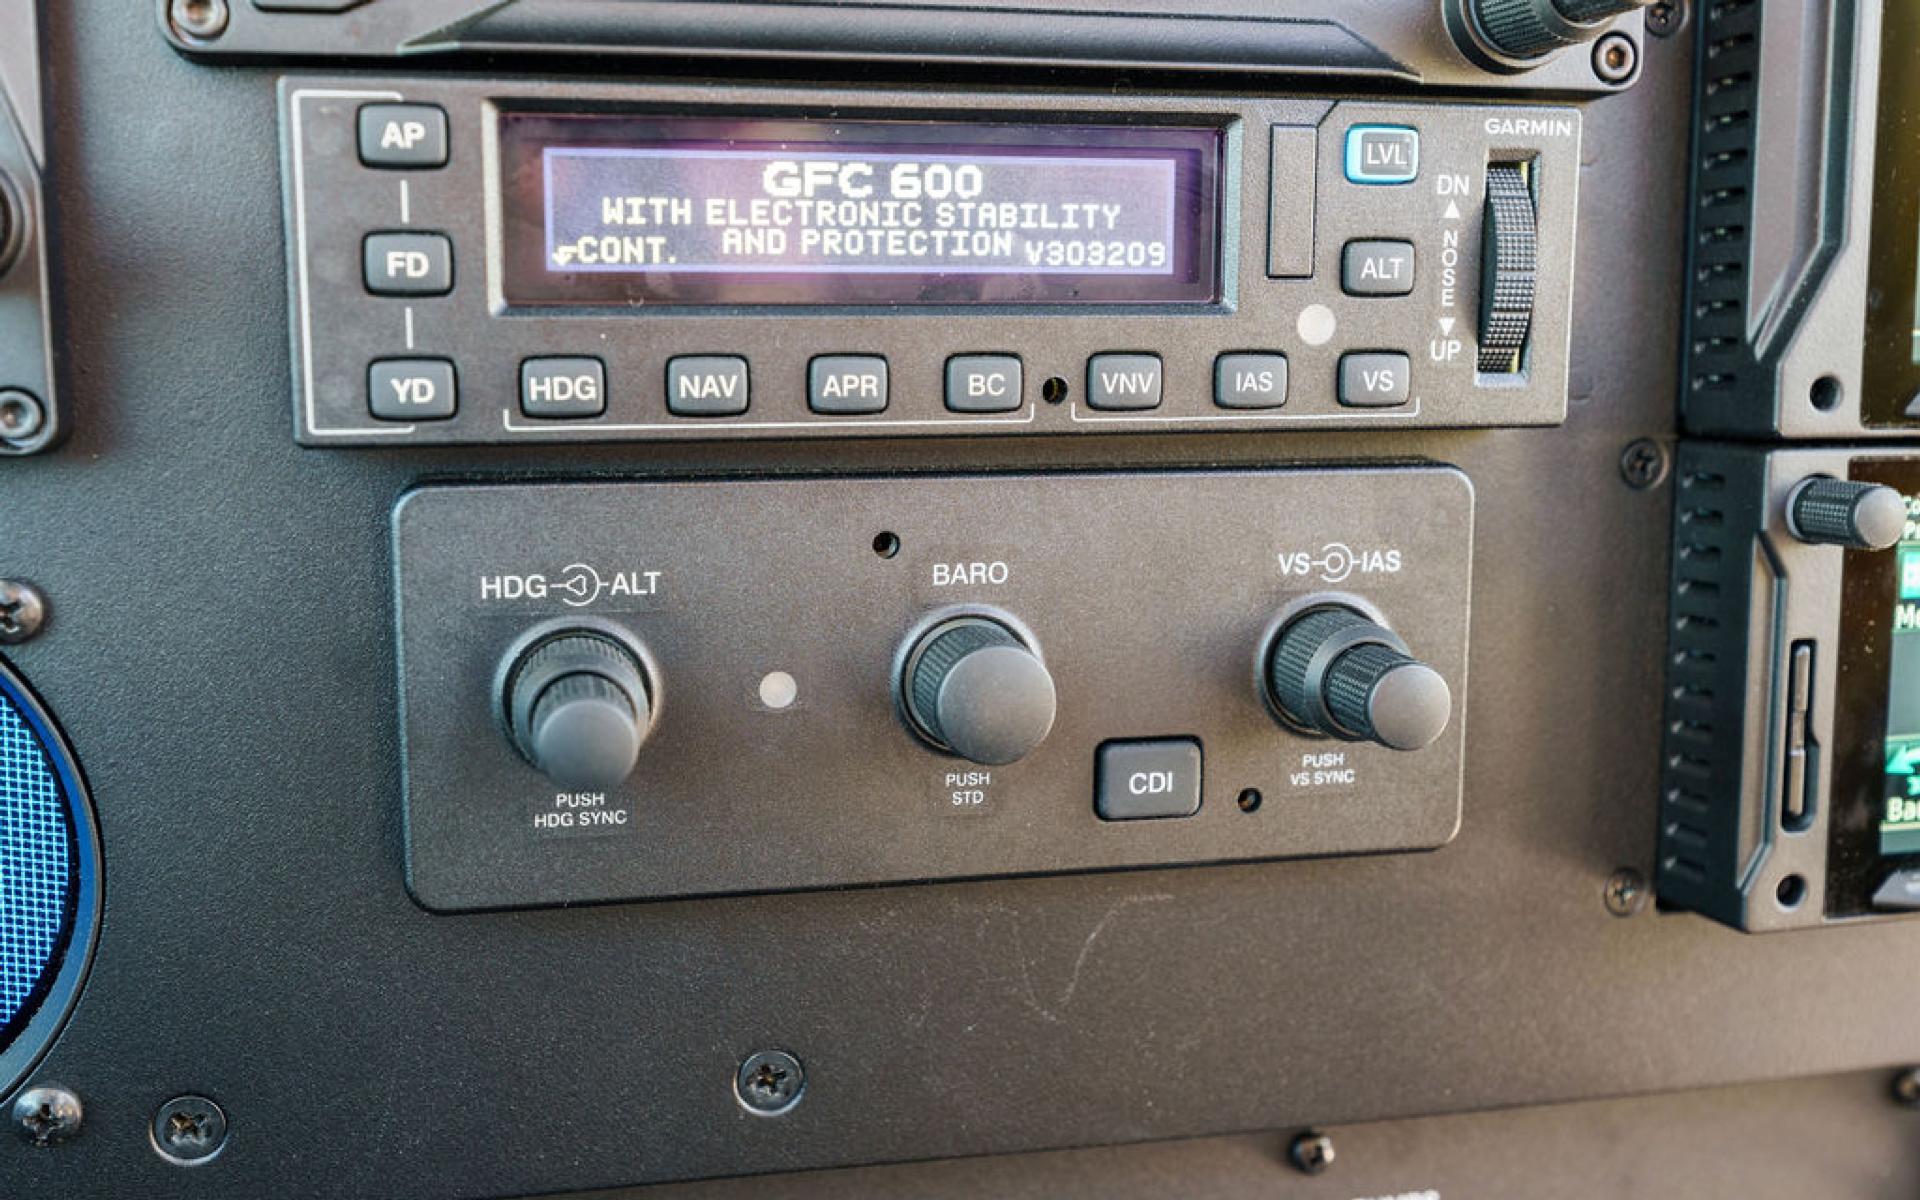 GARMIN
AP
GFC 600
WITH ELECTRONIC STABILITY
AND PROTECTION
CONT.
V303209
LVL
DN
NOSE
UP
FD
ALT
YD
HDG
NAV
APR
BC
VNV
IAS
VS
HDG ALT
BARO
VS IAS
PUSH
HDG SYNC
PUSH
STD
CDI
PUSH
VS SYNC